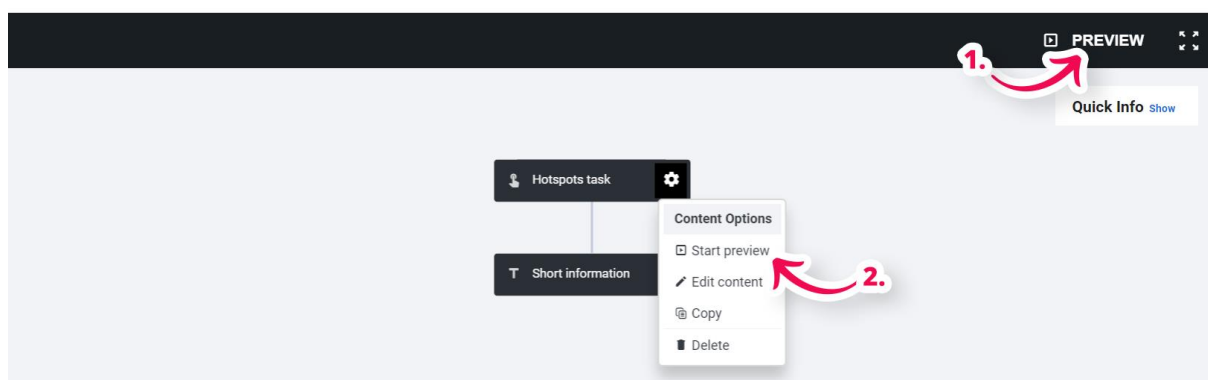 PREVIEW
1.
Quick Info Show
Hotspots task
Content Options
Start preview
Short information
2.
Edit content
Copy
Delete